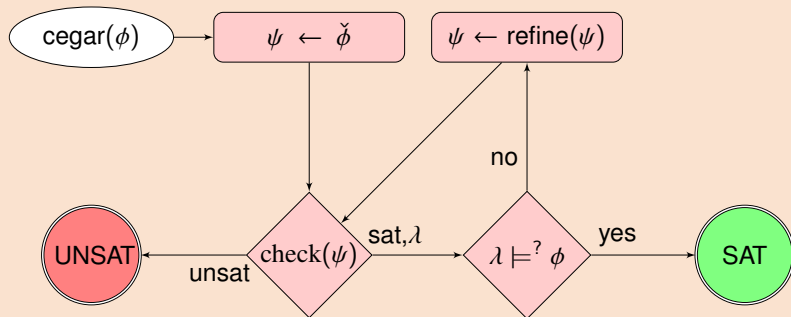 cegar(ϕ)
ψ ← ϕ̌
ψ ← refine(ψ)
no
UNSAT
unsat
check(ψ)
sat,λ
λ ⊨? ϕ
yes
SAT